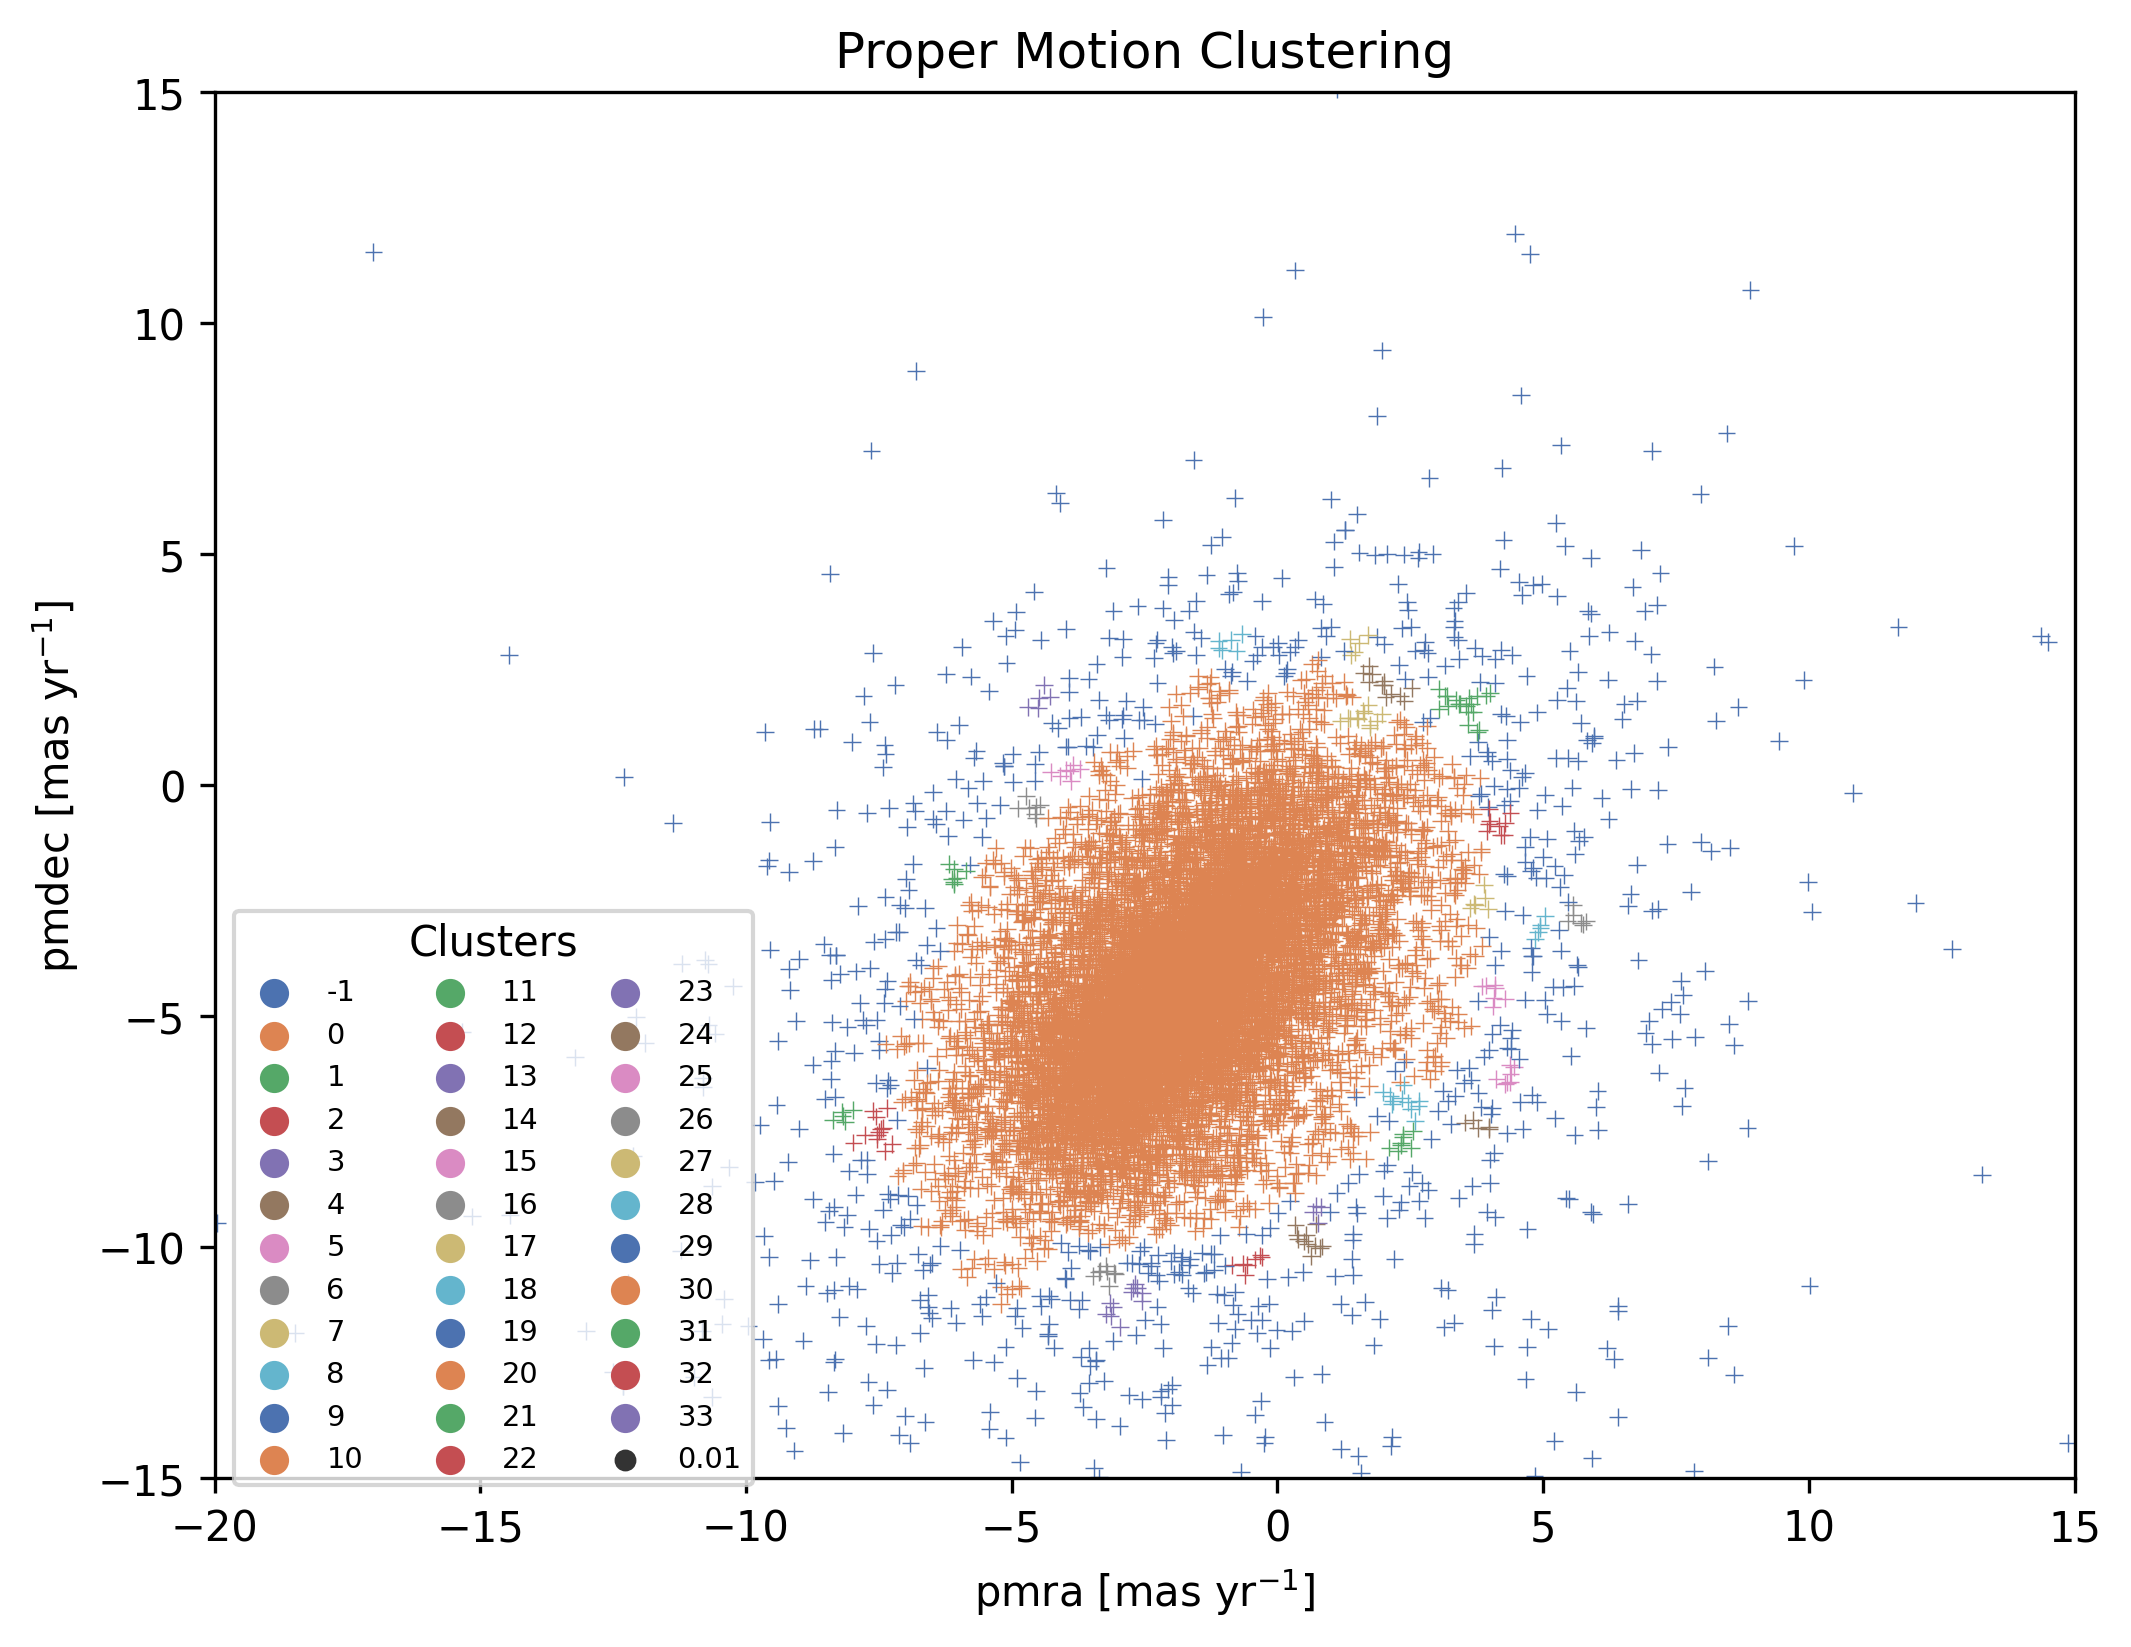 Proper Motion Clustering
15
10
5
0
−5
−10
−15
pmdec [mas yr−1]
Clusters
-1 11 23
0 12 24
1 13 25
2 14 26
3 15 27
4 16 28
5 17 29
6 18 30
7 19 31
8 20 32
9 21 33
10 22 0.01
−20 −15 −10 −5 0 5 10 15
pmra [mas yr−1]